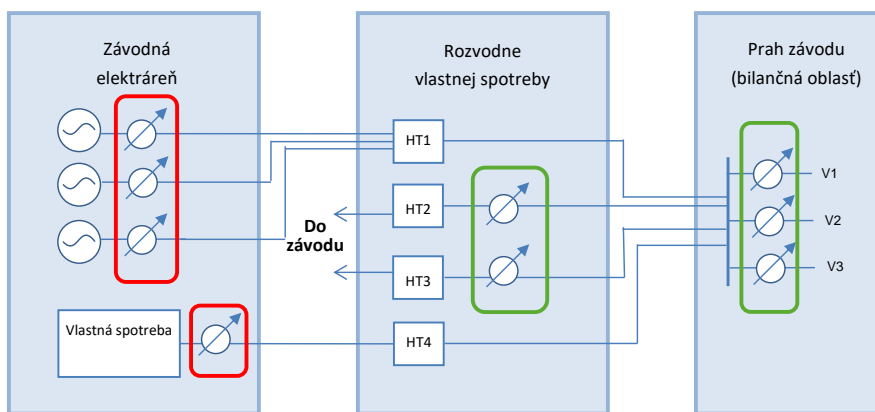 Závodná
elektráreň
Rozvodne
vlastnej spotreby
Prah závodu
(bilančná oblasť)
HT1
HT2
Do
závodu
HT3
HT4
Vlastná spotreba
V1
V2
V3